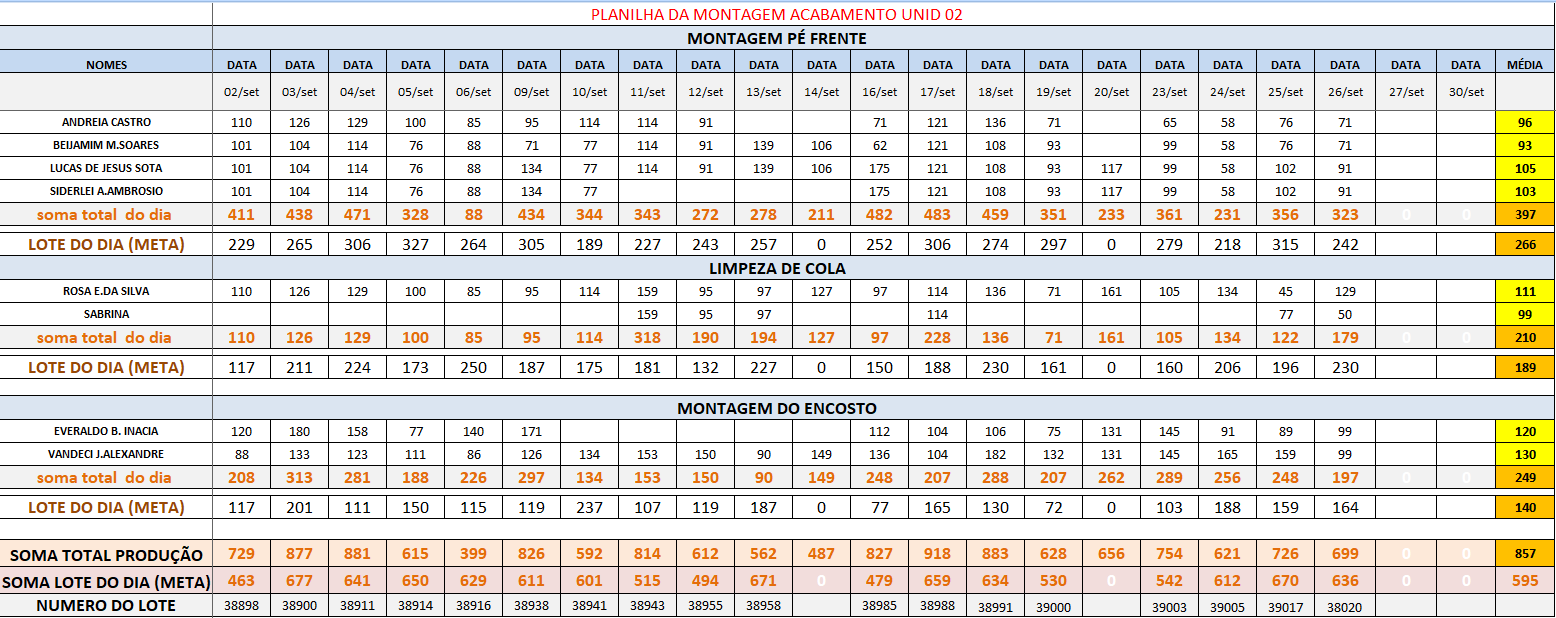 PLANILHA DA MONTAGEM ACABAMENTO UNID 02
MONTAGEM PÉ FRENTE
NOMES DATA DATA DATA DATA DATA DATA DATA DATA DATA DATA DATA DATA DATA DATA DATA DATA DATA DATA DATA DATA DATA DATA MÉDIA
02/set 03/set 04/set 05/set 06/set 09/set 10/set 11/set 12/set 13/set 14/set 16/set 17/set 18/set 19/set 20/set 23/set 24/set 25/set 26/set 27/set 30/set
ANDREIA CASTRO 110 126 129 100 85 95 114 114 91 71 121 136 71 65 58 76 71 96
BEIJAMIM M.SOARES 101 104 114 76 88 71 77 114 91 139 106 62 121 108 93 99 58 76 71 93
LUCAS DE JESUS SOTA 101 104 114 76 88 134 77 114 91 139 106 175 121 108 93 117 99 58 102 91 105
SIDERLEI A.AMBROSIO 101 104 114 76 88 134 77 175 121 108 93 117 99 58 102 91 103
soma total do dia 411 438 471 328 88 434 344 343 272 278 211 482 483 459 351 233 361 231 356 323 0 0 397
LOTE DO DIA (META) 229 265 306 327 264 305 189 227 243 257 0 252 306 274 297 0 279 218 315 242 266
LIMPEZA DE COLA
ROSA E.DA SILVA 110 126 129 100 85 95 114 159 95 97 127 97 114 136 71 161 105 134 45 129 111
SABRINA 159 95 97 114 77 50 99
soma total do dia 110 126 129 100 85 95 114 318 190 194 127 97 228 136 71 161 105 134 122 179 0 0 210
LOTE DO DIA (META) 117 211 224 173 250 187 175 181 132 227 0 150 188 230 161 0 160 206 196 230 189
MONTAGEM DO ENCOSTO
EVERALDO B. INACIA 120 180 158 77 140 171 112 104 106 75 131 145 91 89 99 120
VANDECI J.ALEXANDRE 88 133 123 111 86 126 134 153 150 90 149 136 104 182 132 131 145 165 159 99 130
soma total do dia 208 313 281 188 226 297 134 153 150 90 149 248 207 288 207 262 289 256 248 197 0 0 249
LOTE DO DIA (META) 117 201 111 150 115 119 237 107 119 187 0 77 165 130 72 0 103 188 159 164 140
SOMA TOTAL PRODUÇÃO 729 877 881 615 399 826 592 814 612 562 487 827 918 883 628 656 754 621 726 699 0 0 857
SOMA LOTE DO DIA (META) 463 677 641 650 629 611 601 515 494 671 0 479 659 634 530 0 542 612 670 636 0 0 595
NUMERO DO LOTE 38898 38900 38911 38914 38916 38938 38941 38943 38955 38958 38985 38988 38991 39000 39003 39005 39017 38020